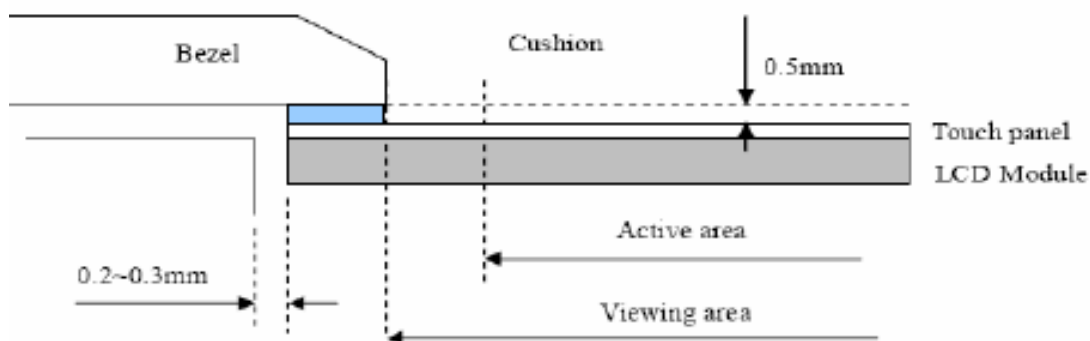 Cushion
Bezel
0.5mm
Touch panel
LCD Module
Active area
0.2~0.3mm
Viewing area